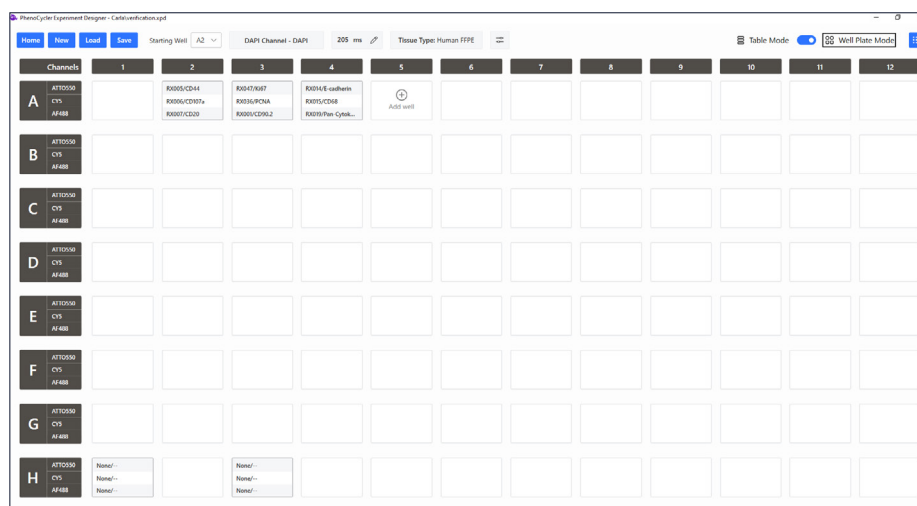 PhenoCycler Experiment Designer - Carla\verification.xpd
Home New Load Save Starting Well A2 DAPI Channel - DAPI 205 ms Tissue Type: Human FFPE Table Mode Well Plate Mode
Channels 1 2 3 4 5 6 7 8 9 10 11 12
ATTO550 RX005/CD44 RX047/Ki67 RX014/E-cadherin
A CY5 RX006/CD107a RX036/PCNA RX015/CD68 Add well
AF488 RX007/CD20 RX001/CD90.2 RX019/Pan-Cytok...
ATTO550
B CY5
AF488
ATTO550
C CY5
AF488
ATTO550
D CY5
AF488
ATTO550
E CY5
AF488
ATTO550
F CY5
AF488
ATTO550
G CY5
AF488
ATTO550 None/-- None/--
H CY5 None/-- None/--
AF488 None/-- None/--